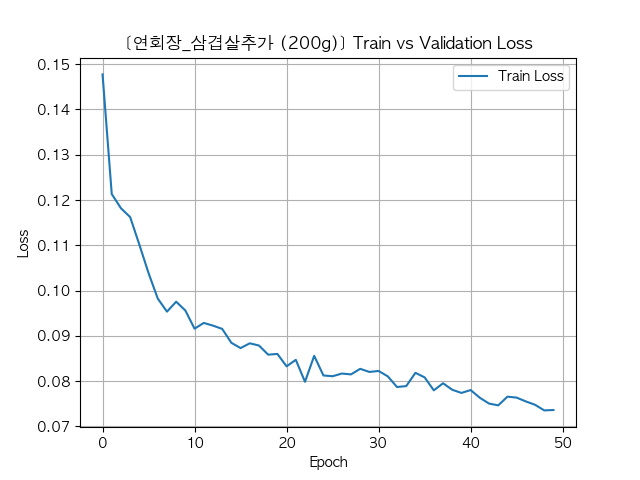 [연회장_삼겹살추가 (200g)] Train vs Validation Loss
Train Loss
0.15
0.14
0.13
0.12
0.11
0.10
0.09
0.08
0.07
Loss
0 10 20 30 40 50
Epoch